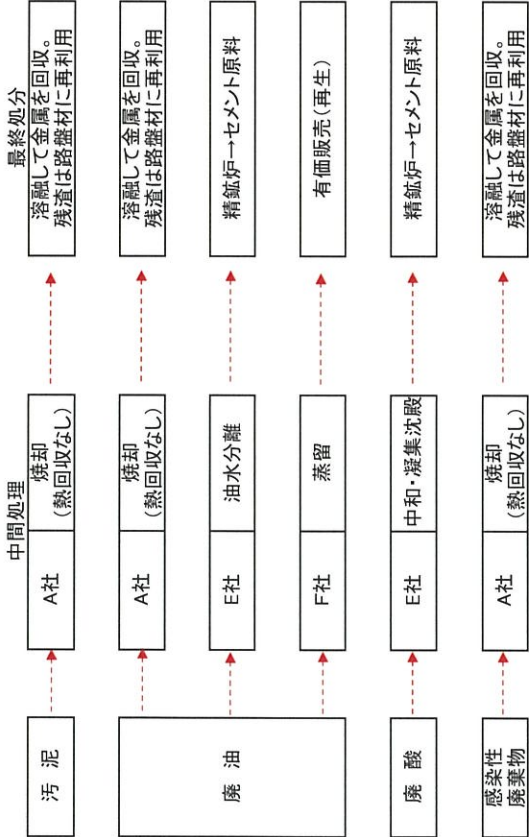 中間処理
最終処分
汚　泥
A社
焼却
(熱回収なし)
溶融して金属を回収。
残渣は路盤材に再利用
廃　油
A社
焼却
(熱回収なし)
溶融して金属を回収。
残渣は路盤材に再利用
E社
油水分離
精鉱炉→セメント原料
F社
蒸留
有価販売(再生)
廃　酸
E社
中和・凝集沈殿
精鉱炉→セメント原料
感染性
廃棄物
A社
焼却
(熱回収なし)
溶融して金属を回収。
残渣は路盤材に再利用